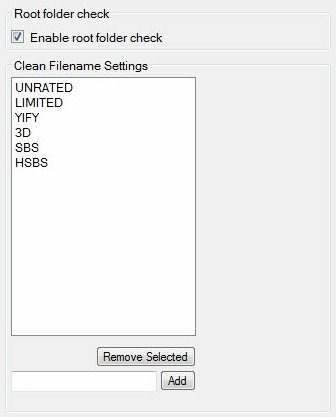 Root folder check
Enable root folder check
Clean Filename Settings
UNRATED
LIMITED
YIFY
3D
SBS
HSBS
Remove Selected
Add